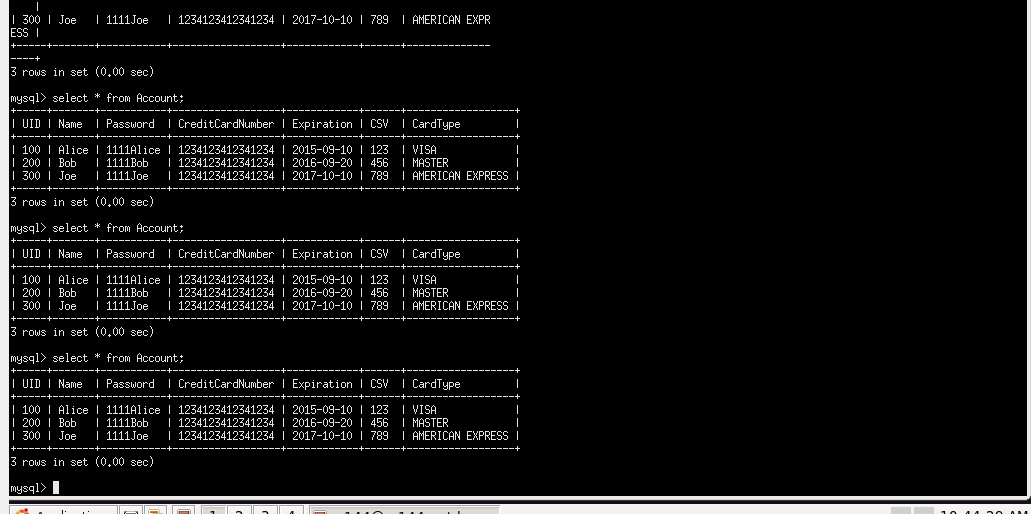 |
| 300 | Joe | 1111Joe | 1234123412341234 | 2017-10-10 | 789 | AMERICAN EXPR
ESS |
+-----+-------+-----------+------------------+------------+-----+--------------
----+
3 rows in set (0.00 sec)
mysql> select * from Account;
+-----+-------+-----------+------------------+------------+-----+------------------+
| UID | Name | Password | CreditCardNumber | Expiration | CSV | CardType |
+-----+-------+-----------+------------------+------------+-----+------------------+
| 100 | Alice | 1111Alice | 1234123412341234 | 2015-09-10 | 123 | VISA |
| 200 | Bob | 1111Bob | 1234123412341234 | 2016-09-20 | 456 | MASTER |
| 300 | Joe | 1111Joe | 1234123412341234 | 2017-10-10 | 789 | AMERICAN EXPRESS |
+-----+-------+-----------+------------------+------------+-----+------------------+
3 rows in set (0.00 sec)
mysql> select * from Account;
+-----+-------+-----------+------------------+------------+-----+------------------+
| UID | Name | Password | CreditCardNumber | Expiration | CSV | CardType |
+-----+-------+-----------+------------------+------------+-----+------------------+
| 100 | Alice | 1111Alice | 1234123412341234 | 2015-09-10 | 123 | VISA |
| 200 | Bob | 1111Bob | 1234123412341234 | 2016-09-20 | 456 | MASTER |
| 300 | Joe | 1111Joe | 1234123412341234 | 2017-10-10 | 789 | AMERICAN EXPRESS |
+-----+-------+-----------+------------------+------------+-----+------------------+
3 rows in set (0.00 sec)
mysql> select * from Account;
+-----+-------+-----------+------------------+------------+-----+------------------+
| UID | Name | Password | CreditCardNumber | Expiration | CSV | CardType |
+-----+-------+-----------+------------------+------------+-----+------------------+
| 100 | Alice | 1111Alice | 1234123412341234 | 2015-09-10 | 123 | VISA |
| 200 | Bob | 1111Bob | 1234123412341234 | 2016-09-20 | 456 | MASTER |
| 300 | Joe | 1111Joe | 1234123412341234 | 2017-10-10 | 789 | AMERICAN EXPRESS |
+-----+-------+-----------+------------------+------------+-----+------------------+
3 rows in set (0.00 sec)
mysql>